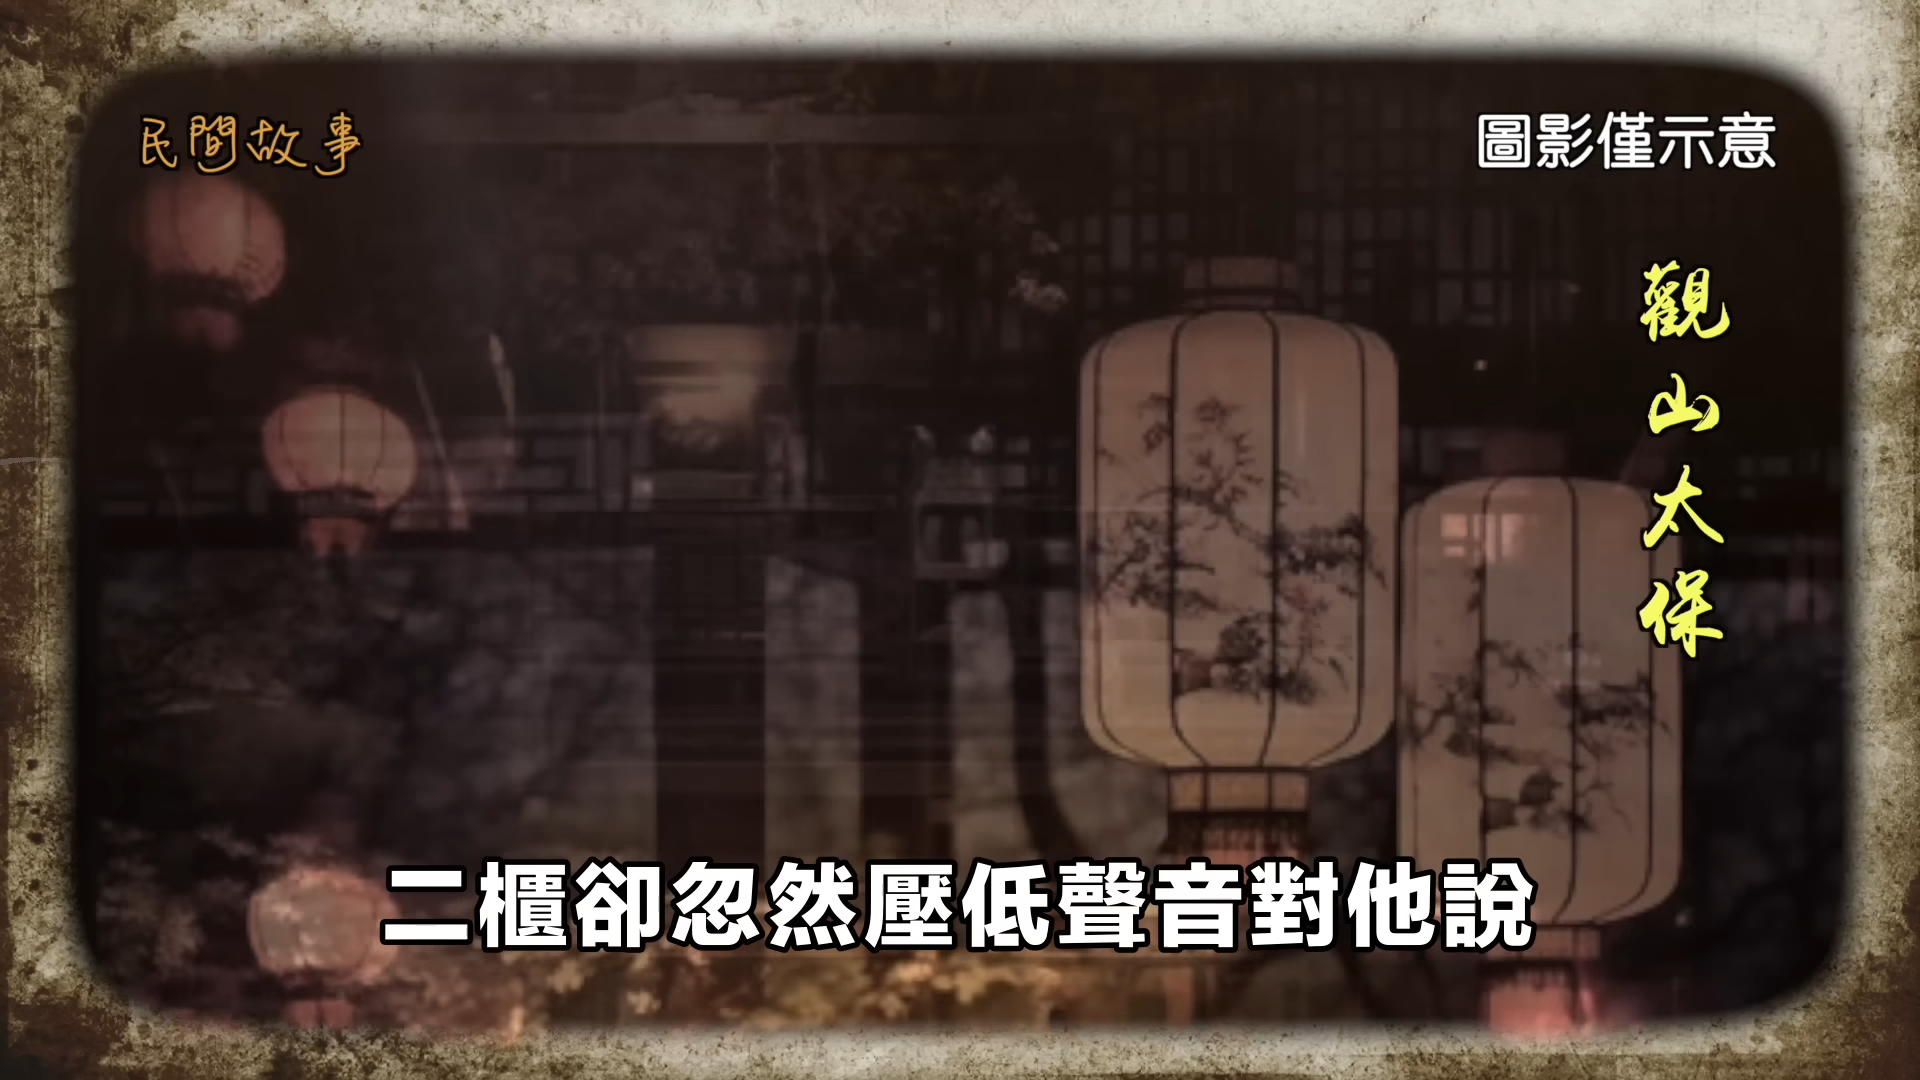 民間故事
圖影僅示意
觀山太保
二櫃卻忽然壓低聲音對他說